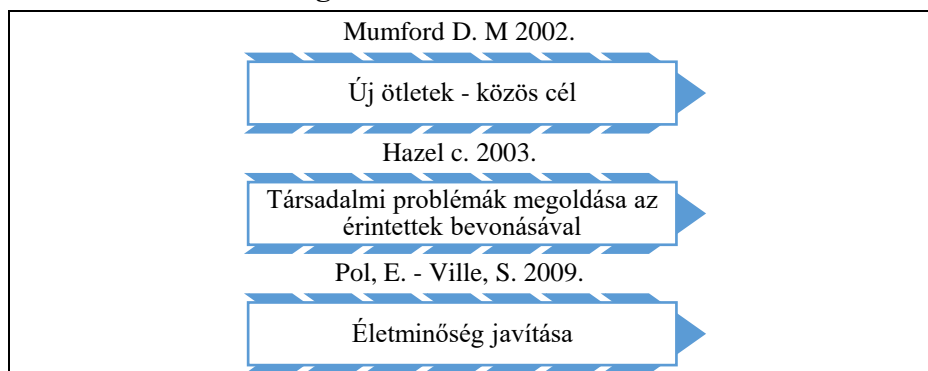 Mumford D. M 2002.
Új ötletek - közös cél
Hazel c. 2003.
Társadalmi problémák megoldása az
érintettek bevonásával
Pol, E. - Ville, S. 2009.
Életminőség javítása